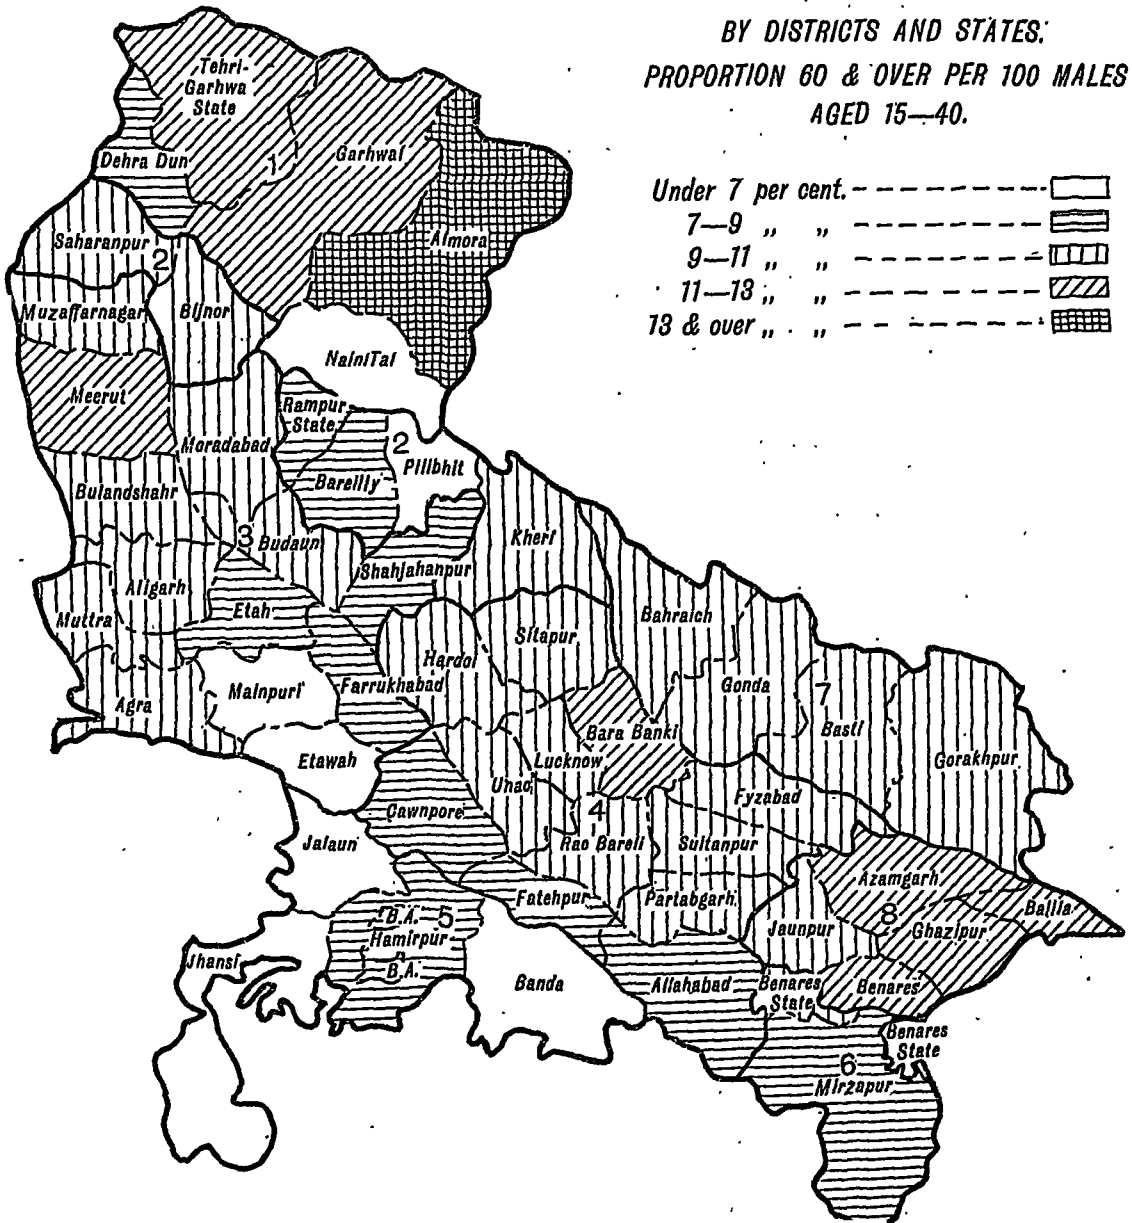 BY DISTRICTS AND STATES.
PROPORTION 60 & OVER PER 100 MALES
AGED 15—40.
Under 7 per cent.
7—9 „ „
9—11 „ „
11—13 „ „
13 & over „ „
Tehri-
Garhwa
State
Dehra Dun
1
Garhwal
Almora
Saharanpur
2
Muzaffarnagar
Bijnor
Naini Tal
Meerut
Rampur
State
Moradabad
2
Pilibhit
Bareilly
Bulandshahr
3
Budaun
Kheri
Shahjahanpur
Aligarh
Etah
Muttra
Bahraich
Sitapur
Hardoi
Mainpuri
Farrukhabad
Gonda
7
Agra
Basti
Bara Banki
Etawah
Lucknow
Gorakhpur
Unao
Fyzabad
Cawnpore
4
Jalaun
Rae Bareli
Sultanpur
Azamgarh
Fatehpur
Partabgarh
Ballia
B.A.
5
8
Hamirpur
Jaunpur
Ghazipur
Jhansi
B.A.
Banda
Allahabad
Benares
State
Benares
Benares
State
6
Mirzapur